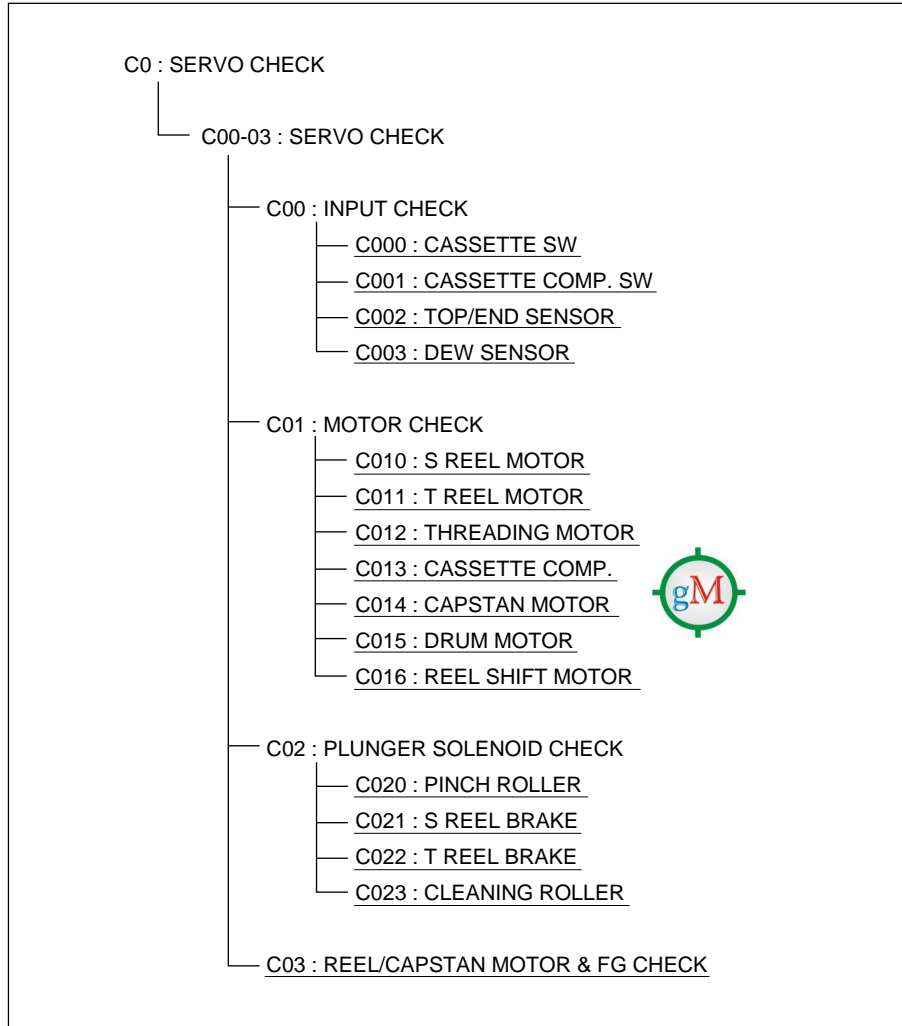 C0 : SERVO CHECK
C00-03 : SERVO CHECK
C00 : INPUT CHECK
C000 : CASSETTE SW
C001 : CASSETTE COMP. SW
C002 : TOP/END SENSOR
C003 : DEW SENSOR
C01 : MOTOR CHECK
C010 : S REEL MOTOR
C011 : T REEL MOTOR
C012 : THREADING MOTOR
C013 : CASSETTE COMP.
C014 : CAPSTAN MOTOR
gM
C015 : DRUM MOTOR
C016 : REEL SHIFT MOTOR
C02 : PLUNGER SOLENOID CHECK
C020 : PINCH ROLLER
C021 : S REEL BRAKE
C022 : T REEL BRAKE
C023 : CLEANING ROLLER
C03 : REEL/CAPSTAN MOTOR & FG CHECK